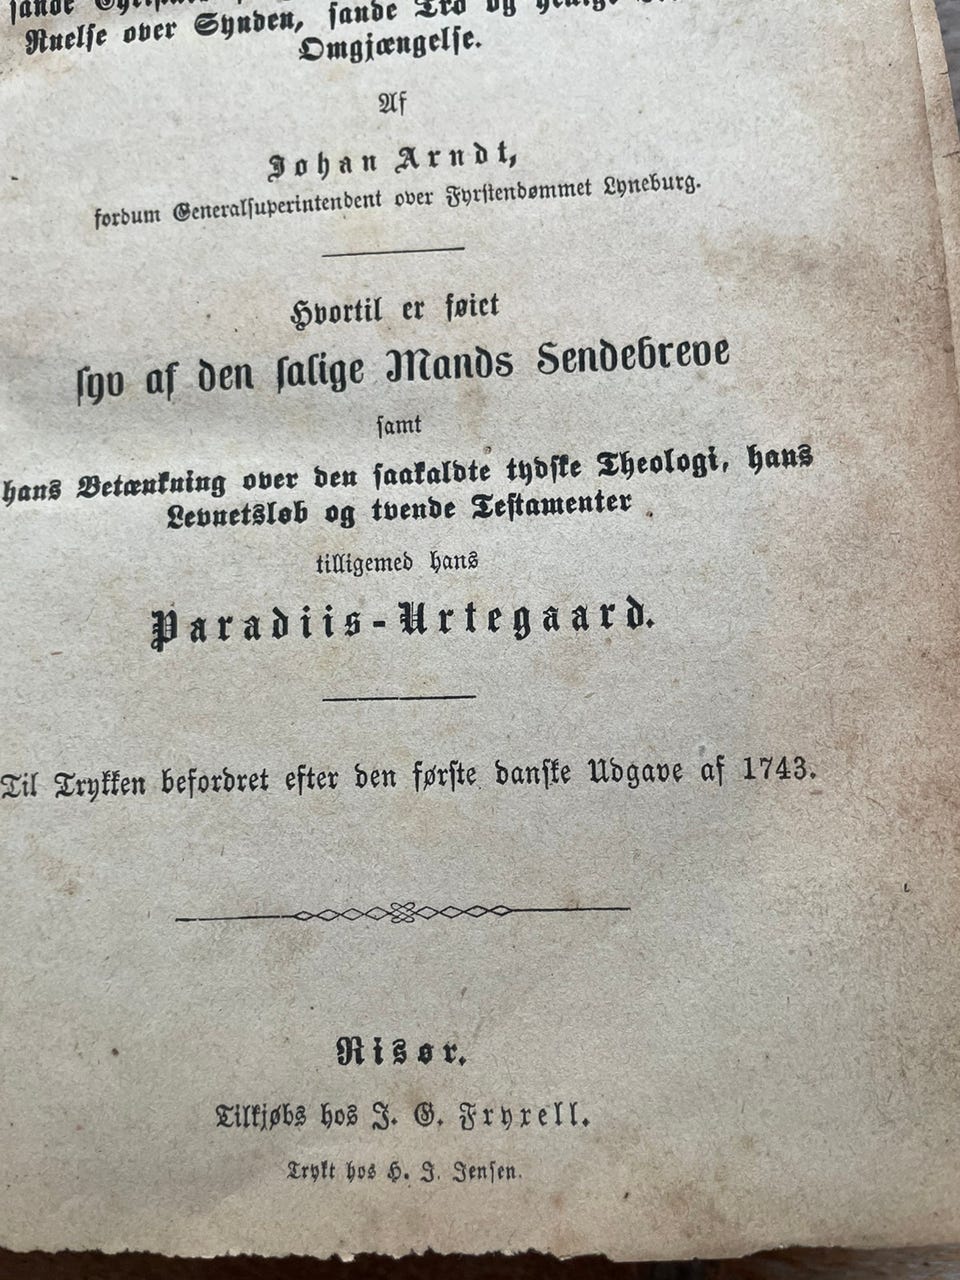 sande
Ruelse over Synden, sande Tro og
Omgjængelse.
Af
Johan Arndt,
fordum Generalsuperintendent over Fyrstendømmet Lyneburg.
Hvortil er føiet
syv af den salige Mands Sendebreve
samt
hans Betænkning over den saakaldte tydske Theologi, hans
Levnetsløb og tvende Testamenter
tilligemed hans
Paradiis-Urtegaard.
Til Trykken befordret efter den første danske Udgave af 1743.
Risør.
Tilkjøbs hos J. G. Fryrell.
Trykt hos H. J. Jensen.